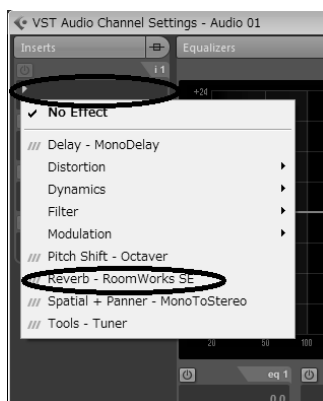 VST Audio Channel Settings - Audio 01
Inserts
Equalizers
i 1
+24
No Effect
Delay - MonoDelay
Distortion
Dynamics
Filter
Modulation
Pitch Shift - Octaver
Reverb - RoomWorks SE
Spatial + Panner - MonoToStereo
Tools - Tuner
20 50 100
eq 1
0.0